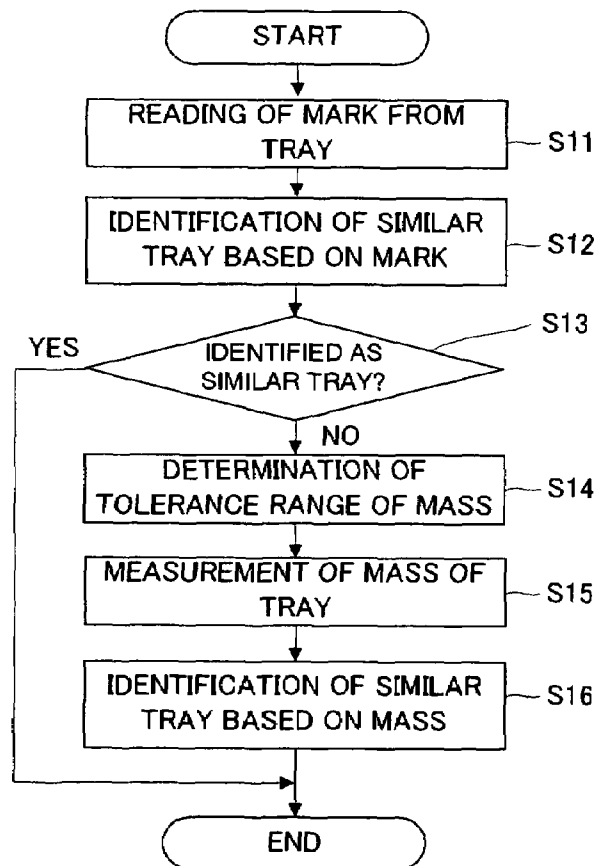 START
READING OF MARK FROM
TRAY
S11
IDENTIFICATION OF SIMILAR
TRAY BASED ON MARK
S12
S13
YES
IDENTIFIED AS
SIMILAR TRAY?
NO
DETERMINATION OF
TOLERANCE RANGE OF MASS
S14
MEASUREMENT OF MASS OF
TRAY
S15
IDENTIFICATION OF SIMILAR
TRAY BASED ON MASS
S16
END